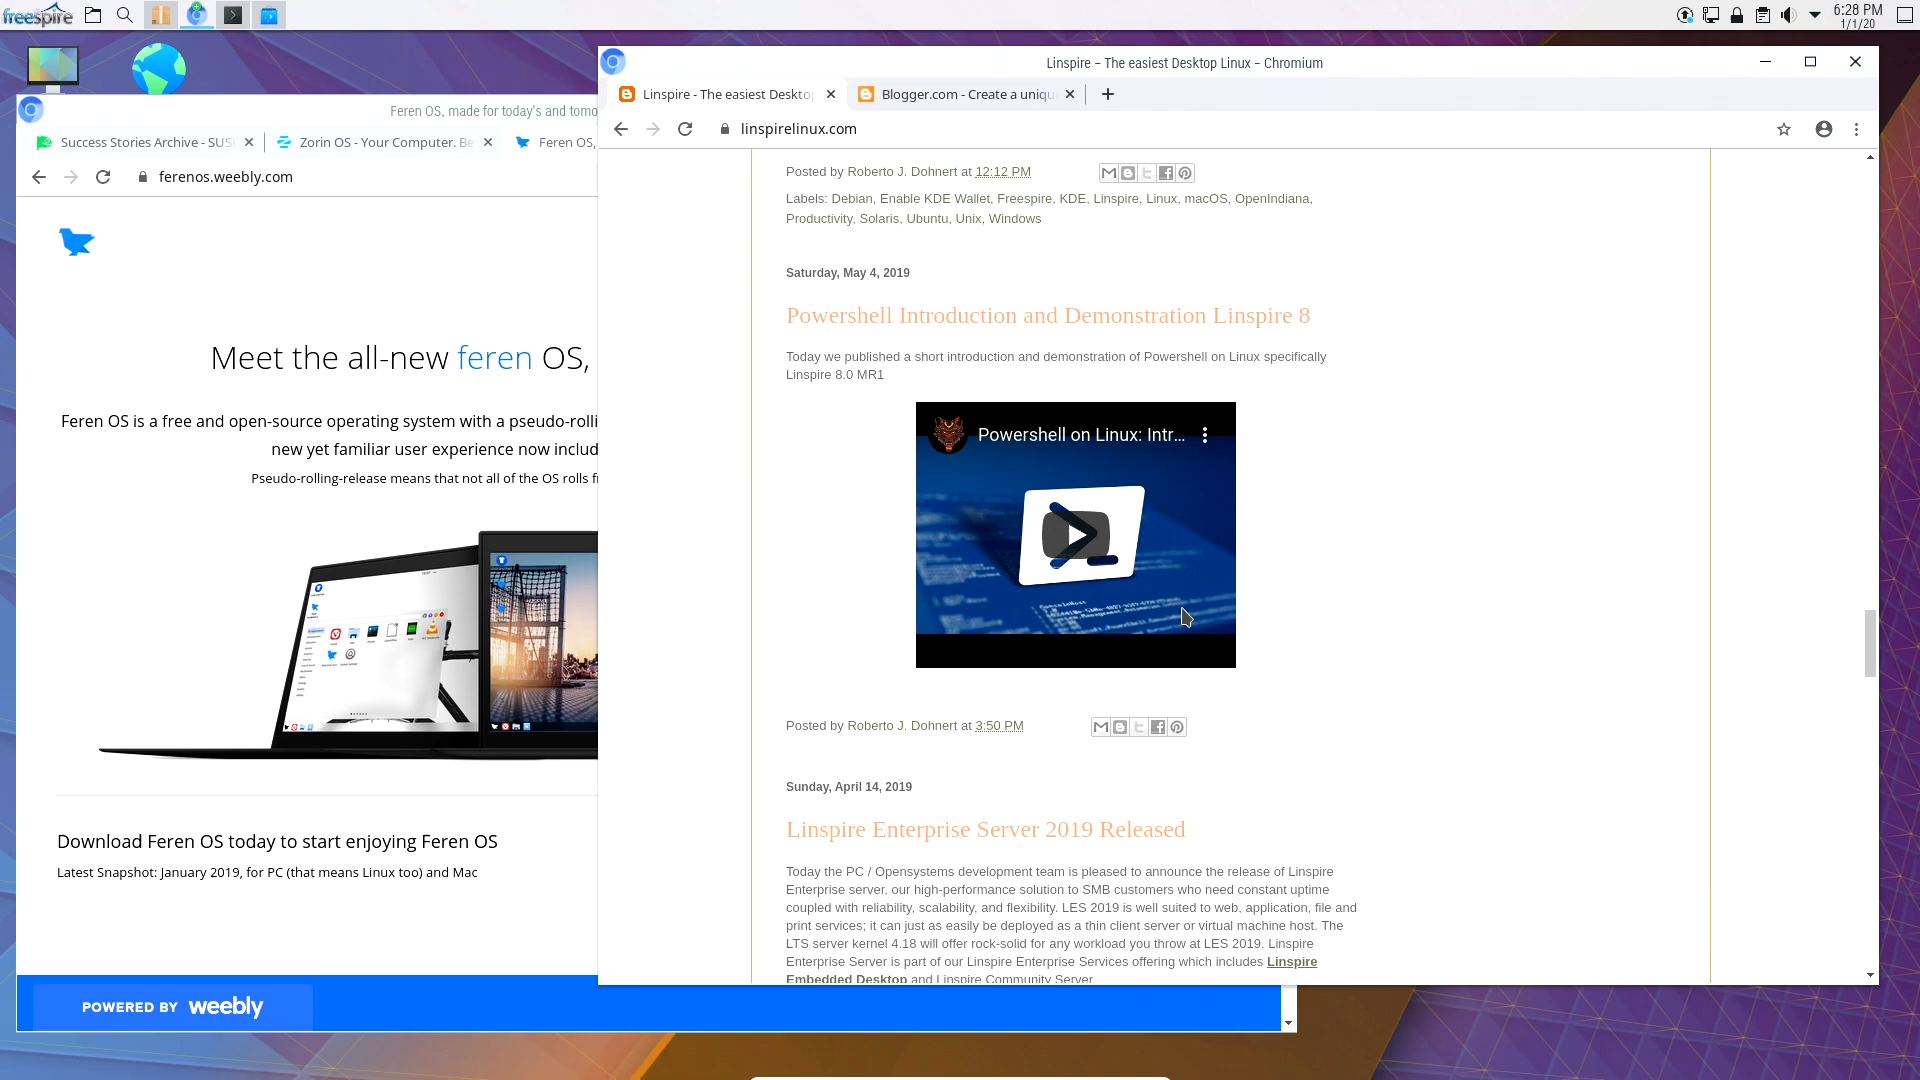 freespire
6:28 PM
1/1/20
Feren OS, made for today's and tomo
Success Stories Archive - SUS
Zorin OS - Your Computer. Be
Feren OS,
ferenos.weebly.com
Meet the all-new feren OS,
Feren OS is a free and open-source operating system with a pseudo-rolli
new yet familiar user experience now includ
Pseudo-rolling-release means that not all of the OS rolls f
Download Feren OS today to start enjoying Feren OS
Latest Snapshot: January 2019, for PC (that means Linux too) and Mac
POWERED BY weebly
Linspire – The easiest Desktop Linux – Chromium
Linspire - The easiest Deskto
Blogger.com - Create a uniqu
linspirelinux.com
Posted by Roberto J. Dohnert at 12:12 PM
Labels: Debian, Enable KDE Wallet, Freespire, KDE, Linspire, Linux, macOS, OpenIndiana,
Productivity, Solaris, Ubuntu, Unix, Windows
Saturday, May 4, 2019
Powershell Introduction and Demonstration Linspire 8
Today we published a short introduction and demonstration of Powershell on Linux specifically
Linspire 8.0 MR1
Powershell on Linux: Intr...
Posted by Roberto J. Dohnert at 3:50 PM
Sunday, April 14, 2019
Linspire Enterprise Server 2019 Released
Today the PC / Opensystems development team is pleased to announce the release of Linspire
Enterprise server, our high-performance solution to SMB customers who need constant uptime
coupled with reliability, scalability, and flexibility. LES 2019 is well suited to web, application, file and
print services; it can just as easily be deployed as a thin client server or virtual machine host. The
LTS server kernel 4.18 will offer rock-solid for any workload you throw at LES 2019. Linspire
Enterprise Server is part of our Linspire Enterprise Services offering which includes Linspire
Embedded Desktop and Linspire Community Server